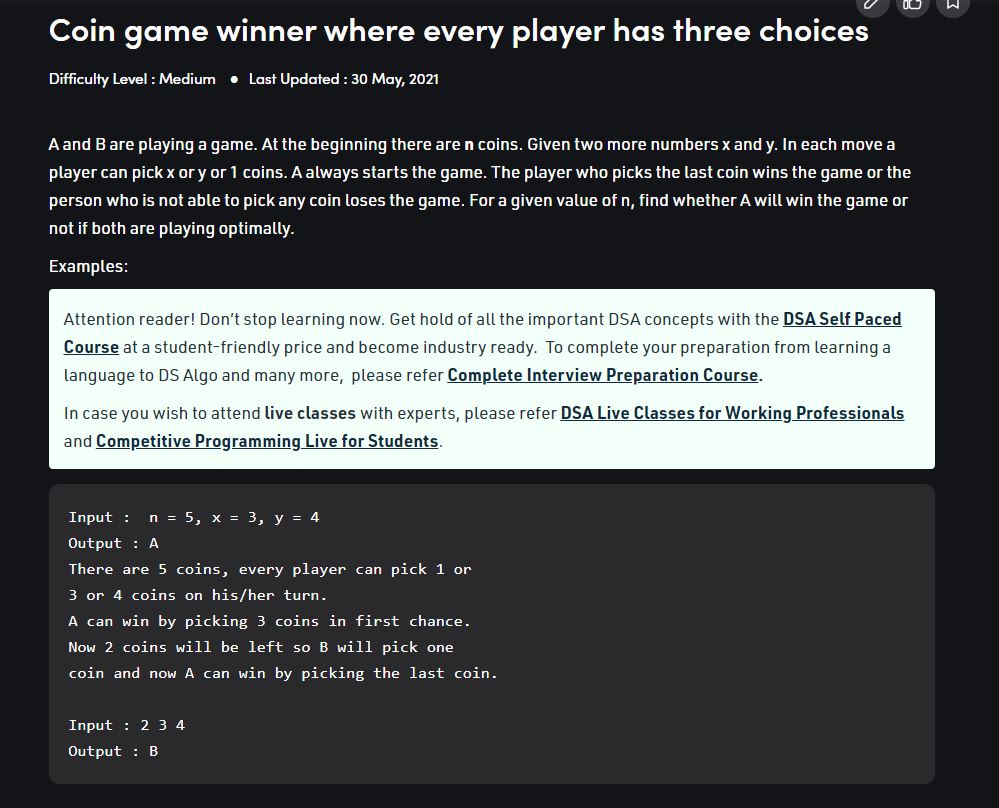 Coin game winner where every player has three choices
Difficulty Level : Medium ● Last Updated : 30 May, 2021
A and B are playing a game. At the beginning there are n coins. Given two more numbers x and y. In each move a
player can pick x or y or 1 coins. A always starts the game. The player who picks the last coin wins the game or the
person who is not able to pick any coin loses the game. For a given value of n, find whether A will win the game or
not if both are playing optimally.
Examples:
Attention reader! Don't stop learning now. Get hold of all the important DSA concepts with the DSA Self Paced
Course at a student-friendly price and become industry ready. To complete your preparation from learning a
language to DS Algo and many more, please refer Complete Interview Preparation Course.
In case you wish to attend live classes with experts, please refer DSA Live Classes for Working Professionals
and Competitive Programming Live for Students.
Input : n = 5, x = 3, y = 4
Output : A
There are 5 coins, every player can pick 1 or
3 or 4 coins on his/her turn.
A can win by picking 3 coins in first chance.
Now 2 coins will be left so B will pick one
coin and now A can win by picking the last coin.
Input : 2 3 4
Output : B